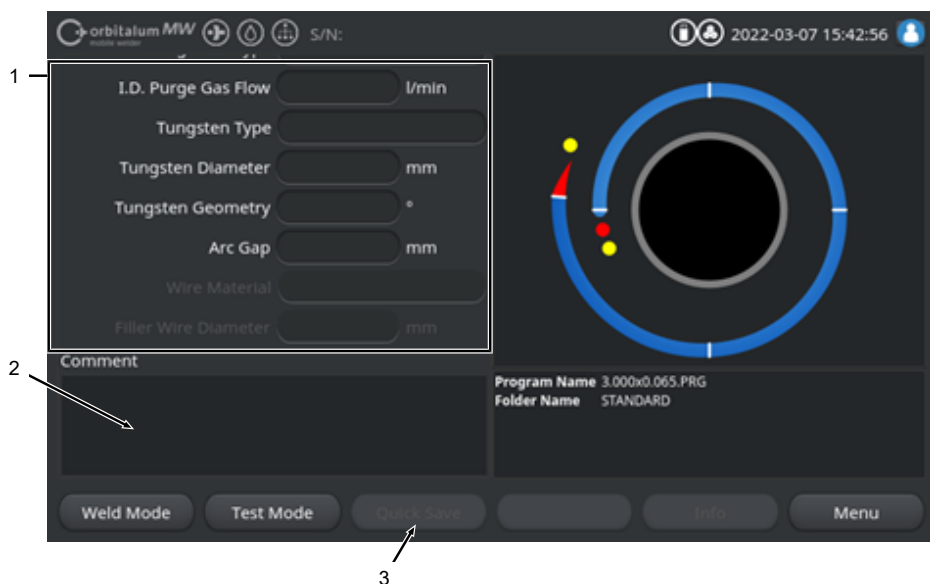 orbitalum MW S/N: 2022-03-07 15:42:56
mobile welder
1
I.D. Purge Gas Flow l/min
Tungsten Type
Tungsten Diameter mm
Tungsten Geometry °
Arc Gap mm
Wire Material
Filler Wire Diameter mm
Comment
2
Program Name 3.000x0.065.PRG
Folder Name STANDARD
Weld Mode Test Mode Quick Save Info Menu
3